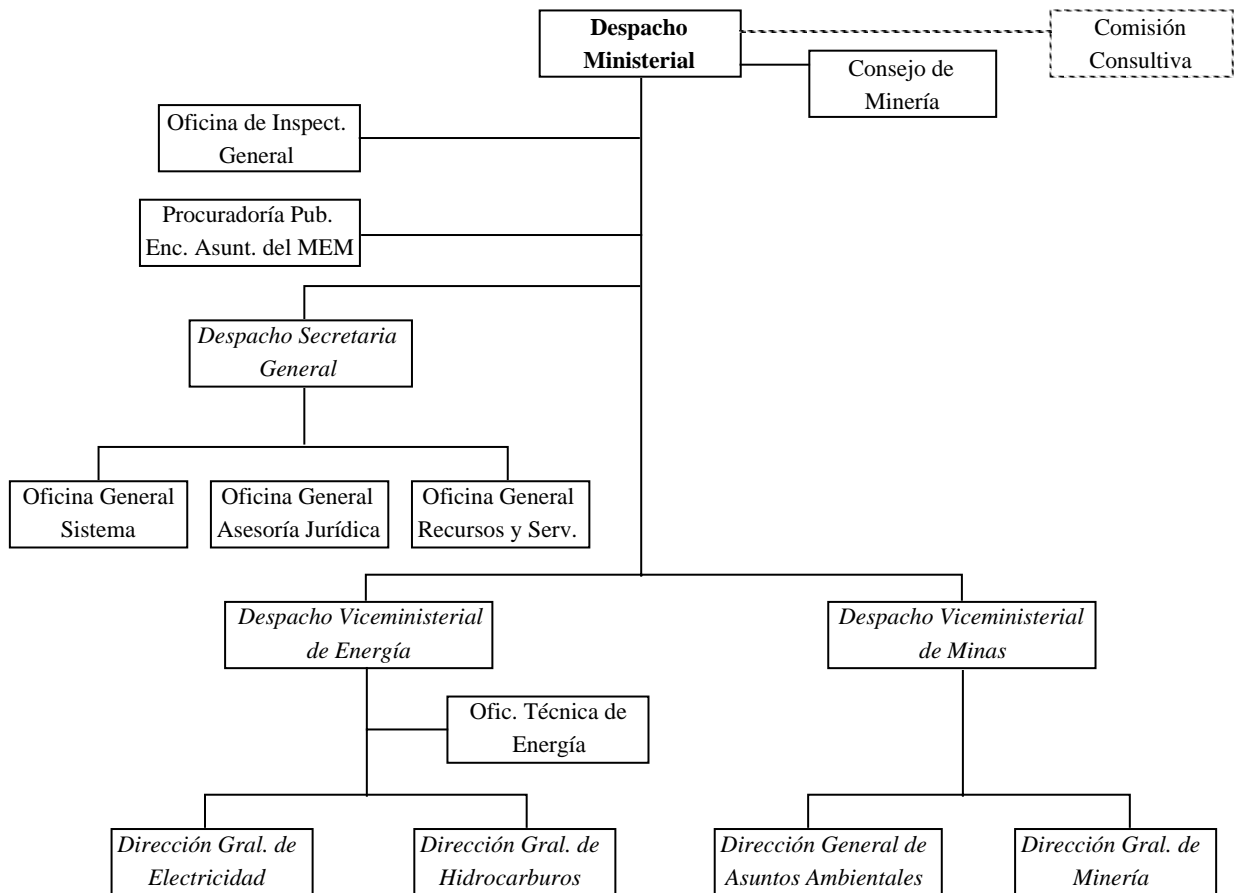 Despacho
Ministerial
Comisión
Consultiva
Consejo de
Minería
Oficina de Inspect.
General
Procuradoría Pub.
Enc. Asunt. del MEM
Despacho Secretaria
General
Oficina General
Sistema
Oficina General
Asesoría Jurídica
Oficina General
Recursos y Serv.
Despacho Viceministerial
de Energía
Despacho Viceministerial
de Minas
Ofic. Técnica de
Energía
Dirección Gral. de
Electricidad
Dirección Gral. de
Hidrocarburos
Dirección General de
Asuntos Ambientales
Dirección Gral. de
Minería